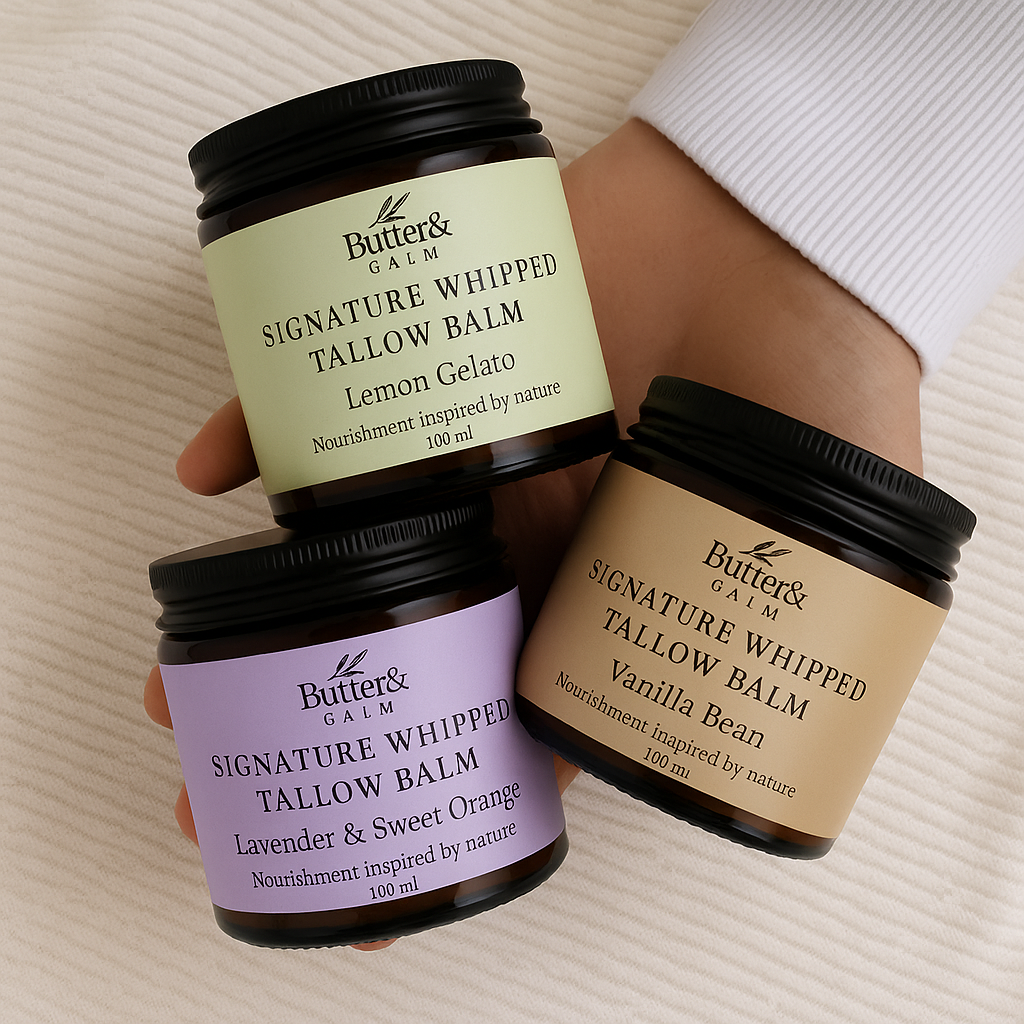 Butter&
GALM
SIGNATURE WHIPPED
TALLOW BALM
Lemon Gelato
Nourishment inspired by nature
100 ml
Butter&
GALM
SIGNATURE WHIPPED
TALLOW BALM
Vanilla Bean
Nourishment inapired by nature
100 ml
Butter&
GALM
SIGNATURE WHIPPED
TALLOW BALM
Lavender & Sweet Orange
Nourishment inspired by nature
100 ml